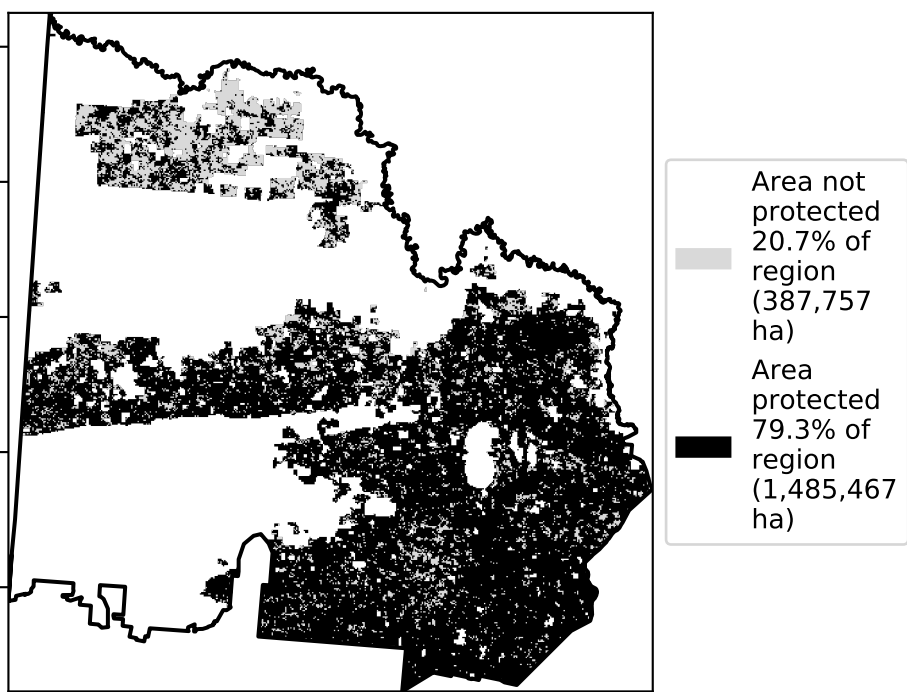 Area not
protected
20.7% of
region
(387,757
ha)
Area
protected
79.3% of
region
(1,485,467
ha)